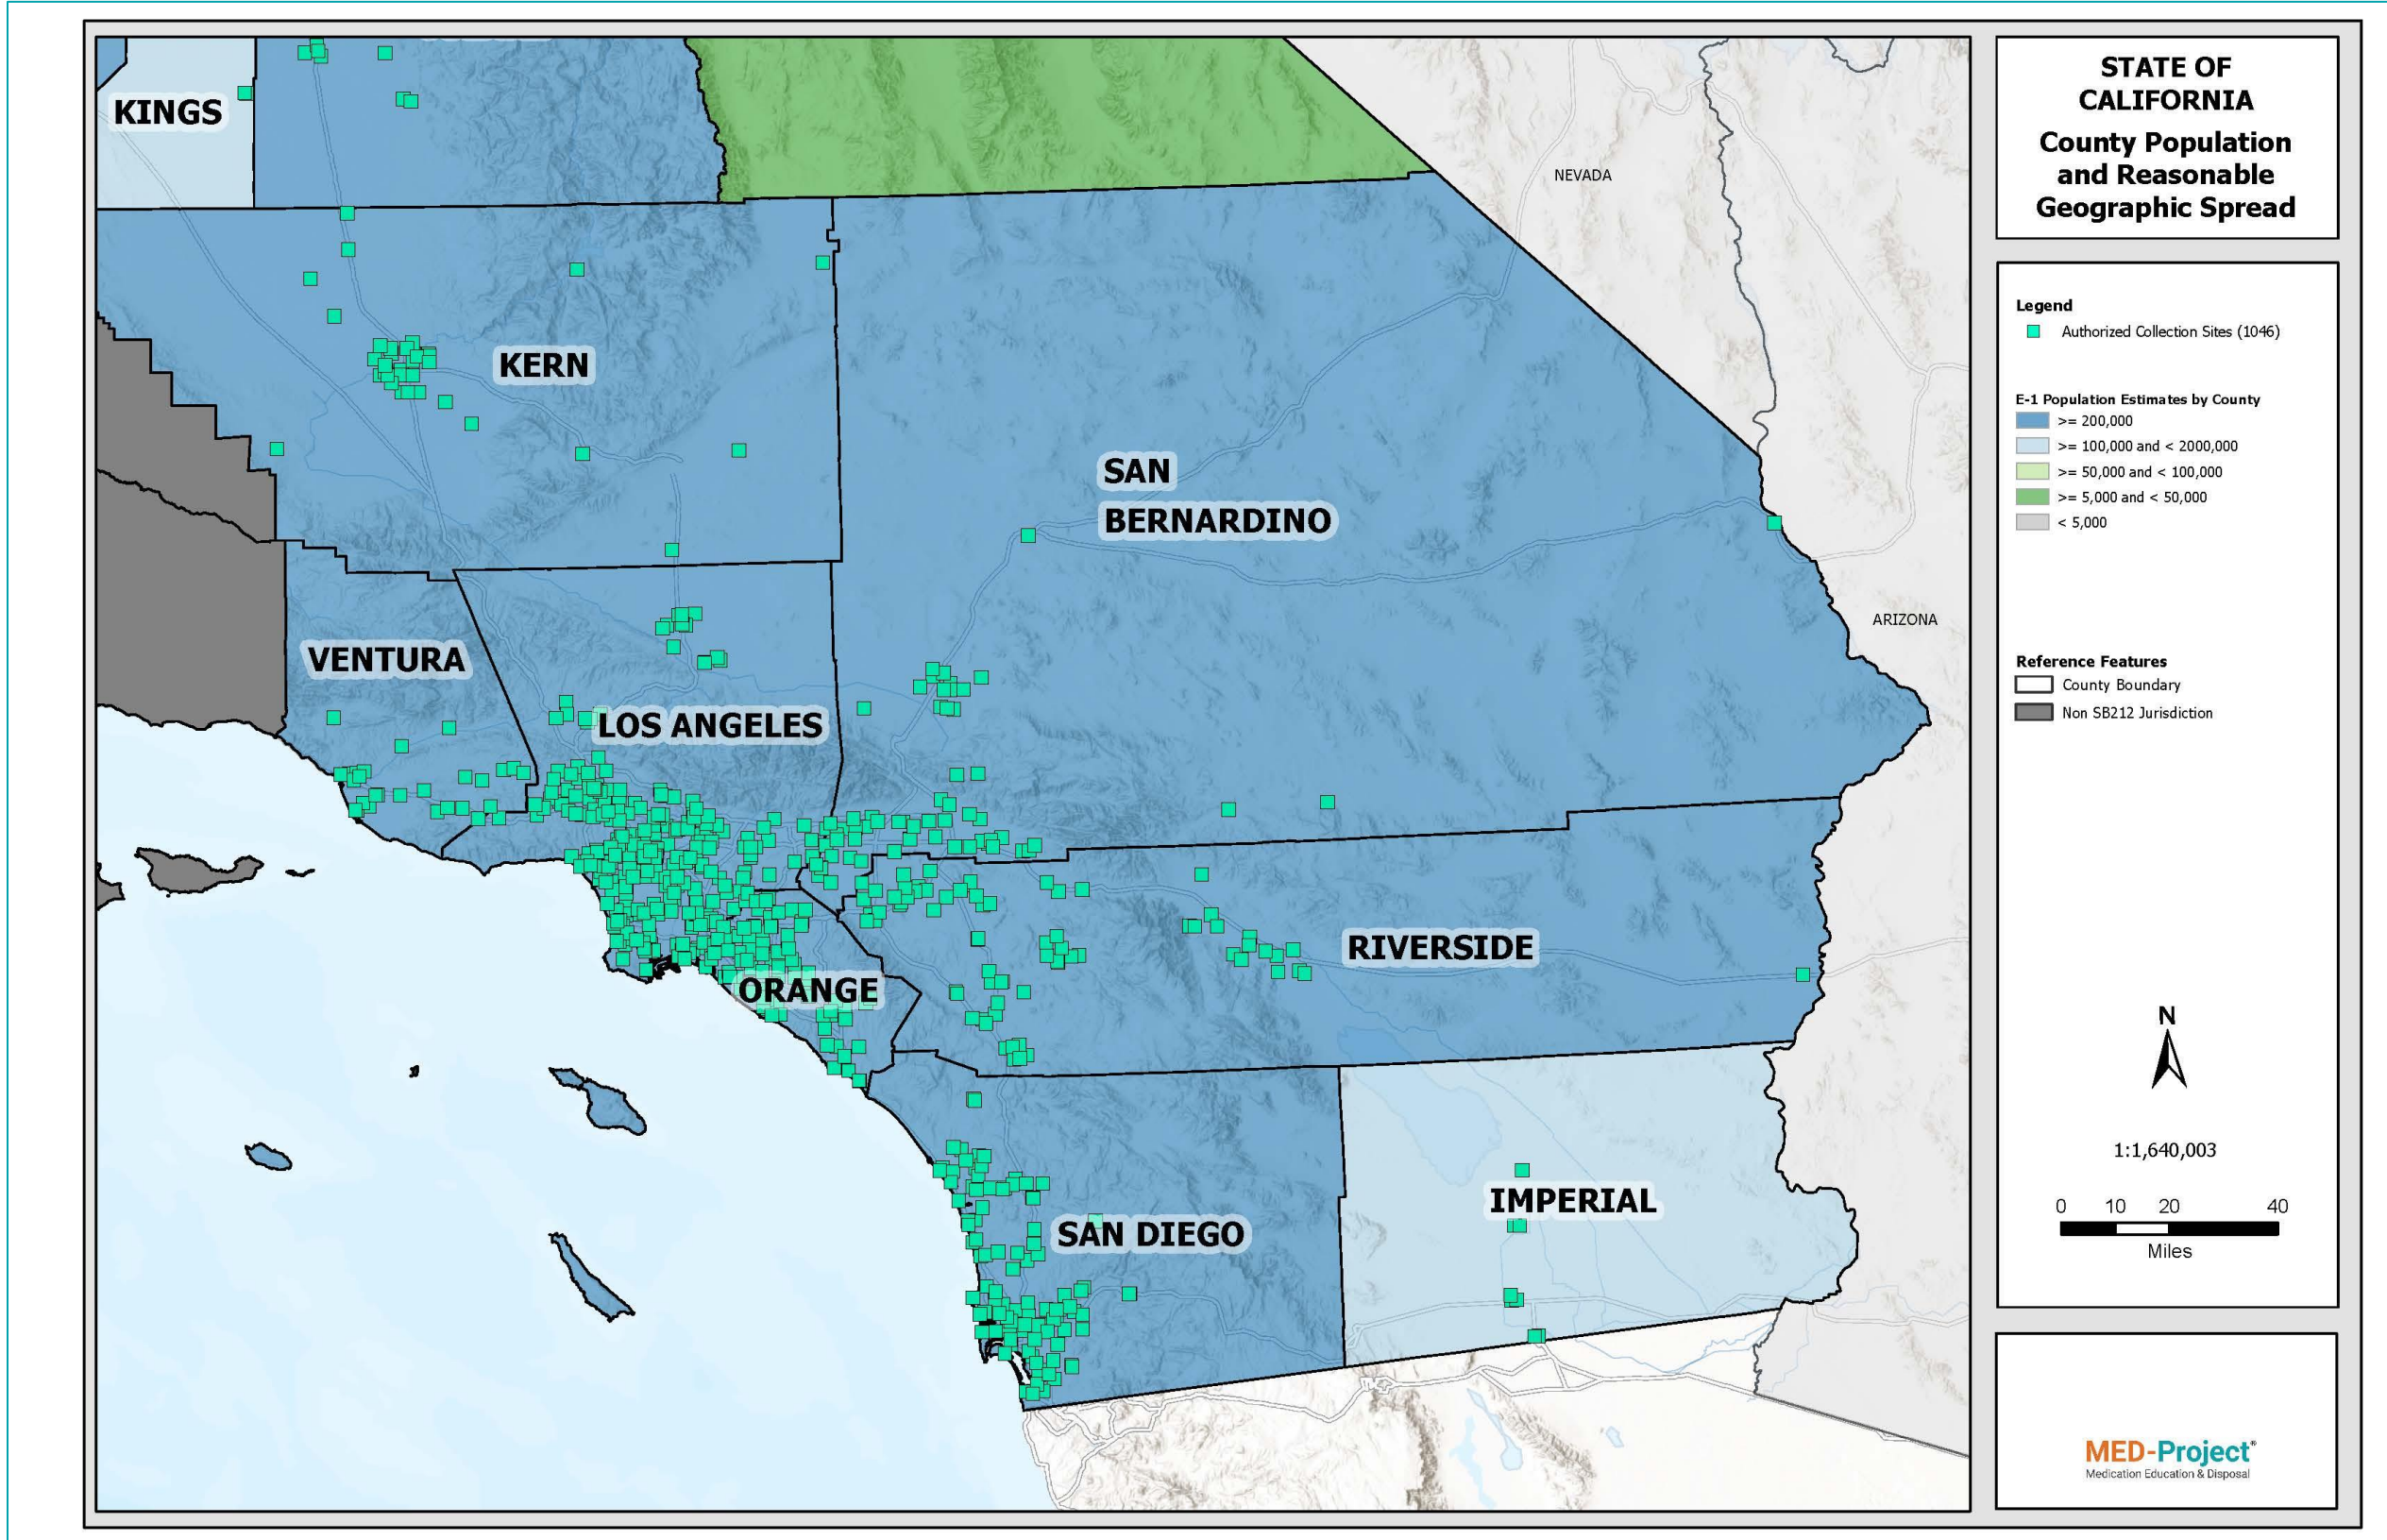 KINGS
KERN
SAN
BERNARDINO
VENTURA
LOS ANGELES
ORANGE
RIVERSIDE
SAN DIEGO
IMPERIAL
NEVADA
ARIZONA
STATE OF
CALIFORNIA
County Population
and Reasonable
Geographic Spread
Legend
Authorized Collection Sites (1046)
E-1 Population Estimates by County
>= 200,000
>= 100,000 and < 2000,000
>= 50,000 and < 100,000
>= 5,000 and < 50,000
< 5,000
Reference Features
County Boundary
Non SB212 Jurisdiction
N
1:1,640,003
0 10 20 40
Miles
MED-Project®
Medication Education & Disposal